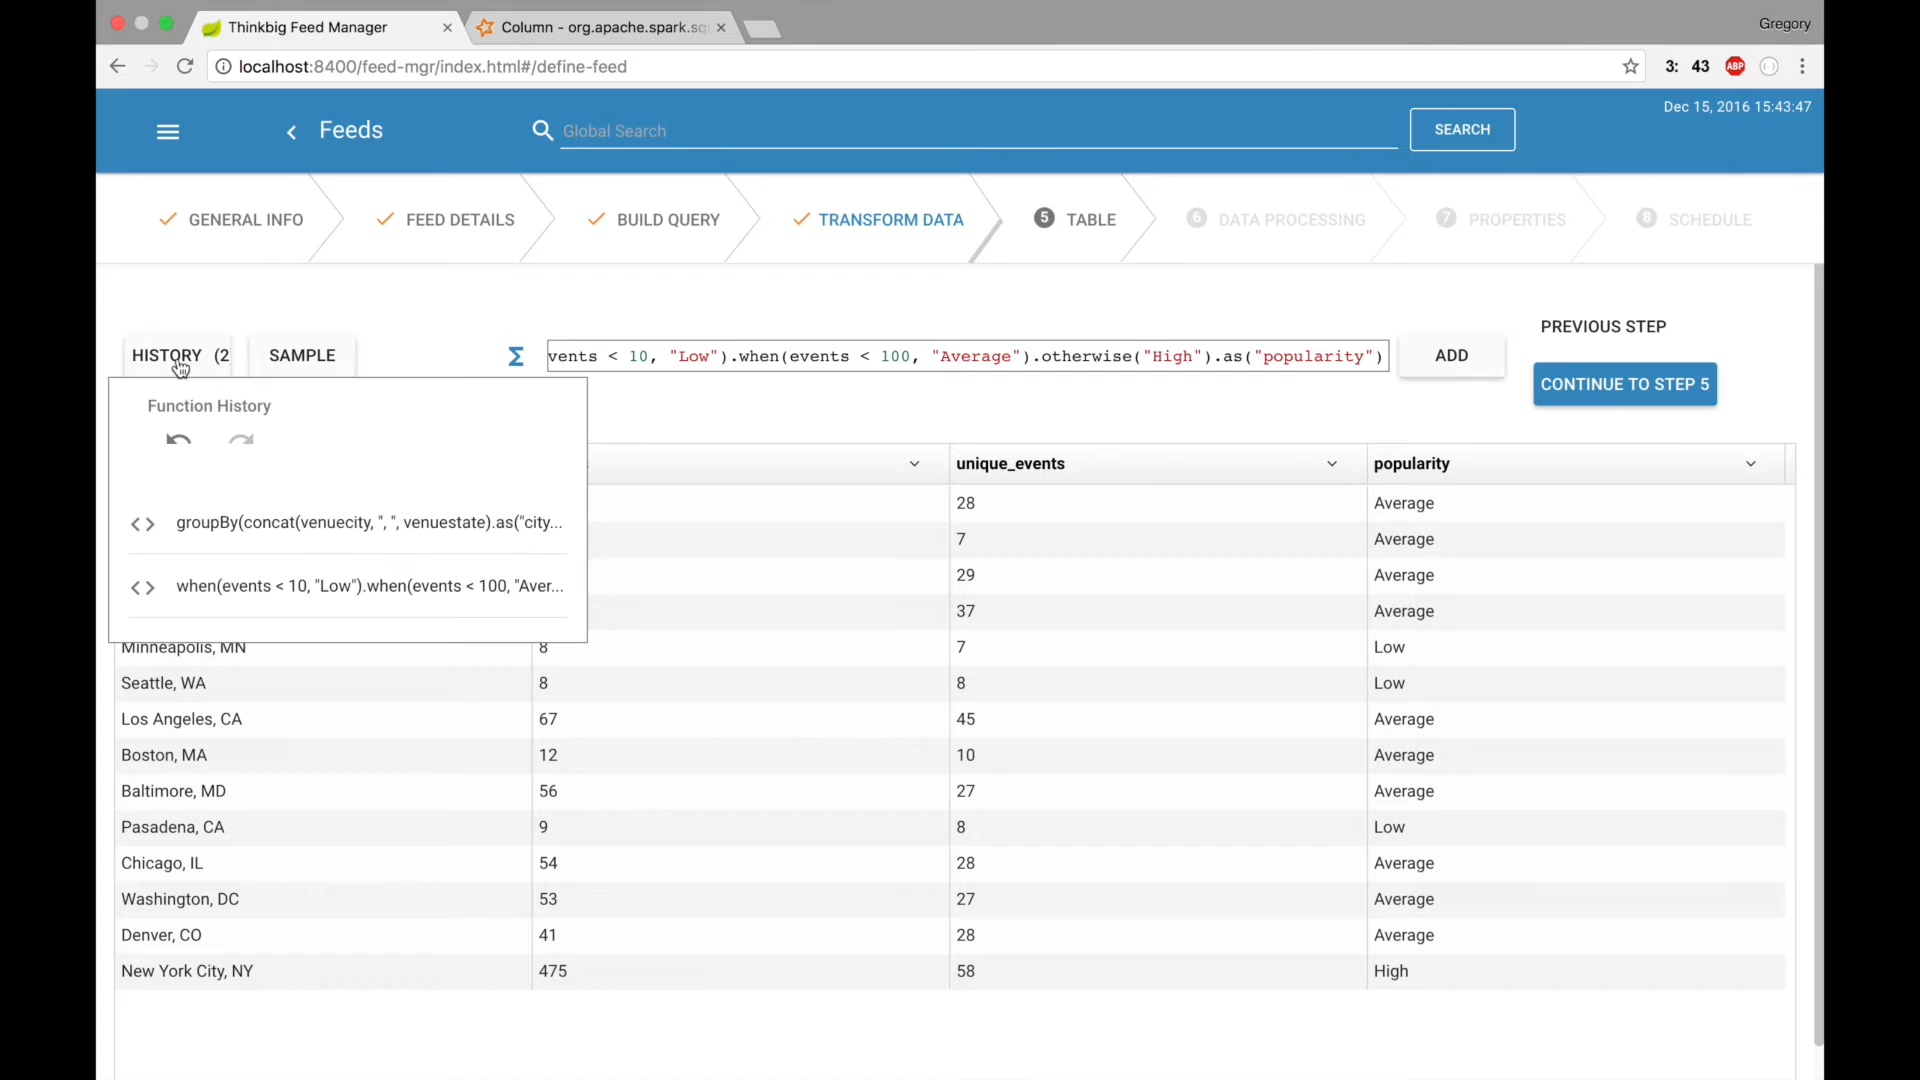 Thinkbig Feed Manager
Column - org.apache.spark.sq
Gregory
localhost:8400/feed-mgr/index.html#/define-feed
3: 43
ABP
Dec 15, 2016 15:43:47
Feeds
Global Search
SEARCH
GENERAL INFO
FEED DETAILS
BUILD QUERY
TRANSFORM DATA
5 TABLE
6 DATA PROCESSING
7 PROPERTIES
8 SCHEDULE
PREVIOUS STEP
HISTORY (2
SAMPLE
Σ
vents < 10, "Low").when(events < 100, "Average").otherwise("High").as("popularity")
ADD
CONTINUE TO STEP 5
Function History
groupBy(concat(venuecity, ", ", venuestate).as("city...
when(events < 10, "Low").when(events < 100, "Aver...
unique_events popularity
28 Average
7 Average
29 Average
37 Average
Minneapolis, MN 8 7 Low
Seattle, WA 8 8 Low
Los Angeles, CA 67 45 Average
Boston, MA 12 10 Average
Baltimore, MD 56 27 Average
Pasadena, CA 9 8 Low
Chicago, IL 54 28 Average
Washington, DC 53 27 Average
Denver, CO 41 28 Average
New York City, NY 475 58 High